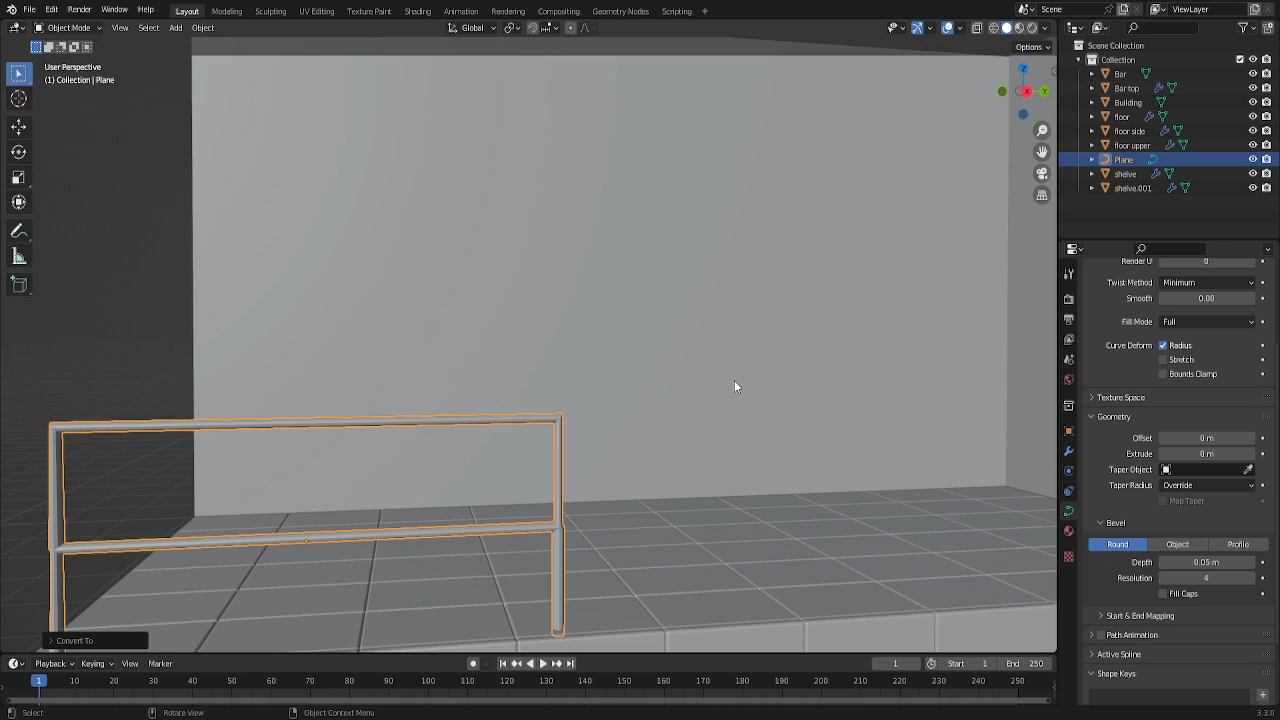 File Edit Render Window Help Layout Modeling Sculpting UV Editing Texture Paint Shading Animation Rendering Compositing Geometry Nodes Scripting + Scene ViewLayer
Object Mode View Select Add Object Global
Options
User Perspective
(1) Collection | Plane
Z
X
Y
Scene Collection
Collection
Bar
Bar top
Building
floor
floor side
floor upper
Plane
shelve
shelve.001
Render U 0
Twist Method Minimum
Smooth 0.00
Fill Mode Full
Curve Deform Radius
Stretch
Bounds Clamp
Texture Space
Geometry
Offset 0 m
Extrude 0 m
Taper Object
Taper Radius Override
Map Taper
Bevel
Round Object Profile
Depth 0.05 m
Resolution 4
Fill Caps
Start & End Mapping
Path Animation
Active Spline
Shape Keys
Convert To
Playback Keying View Marker 1 Start 1 End 250
1 10 20 30 40 50 60 70 80 90 100 110 120 130 140 150 160 170 180 190 200 210 220 230 240 250
Select Rotate View Object Context Menu 3.3.0